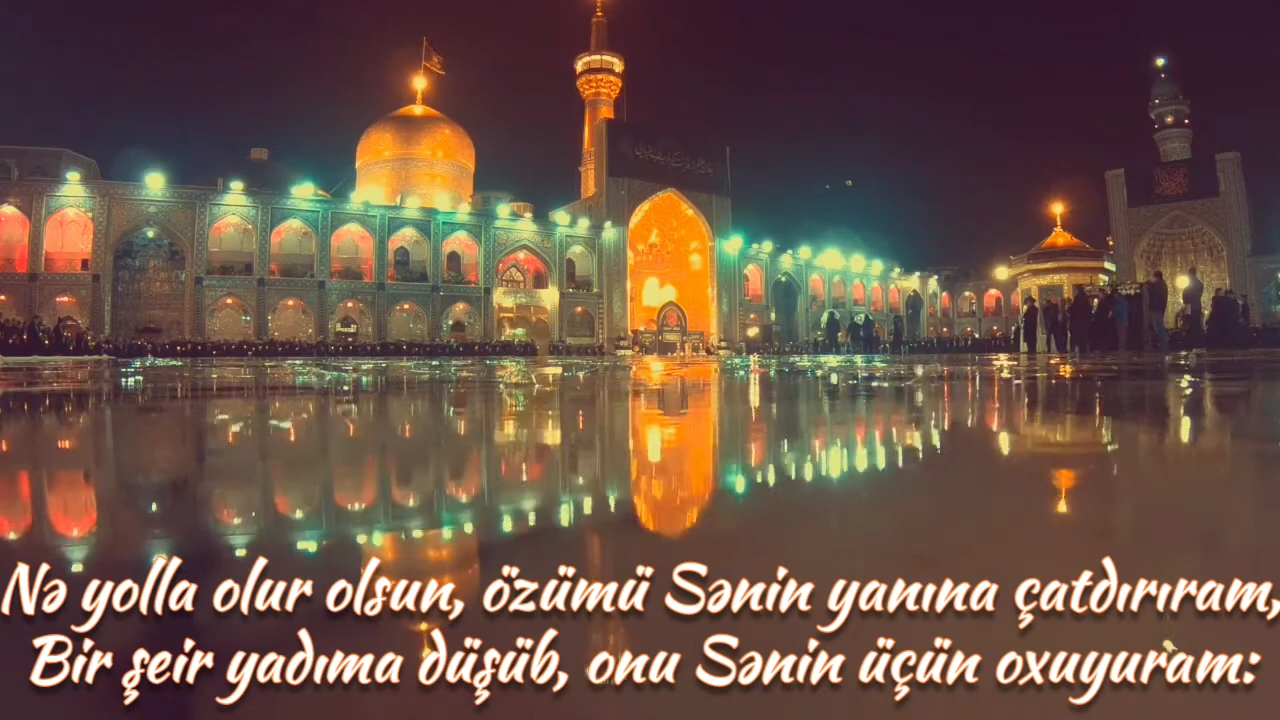 Nə yolla olur olsun, özümü Sənin yanına çatdırıram,
Bir şeir yadıma düşüb, onu Sənin üçün oxuyuram: